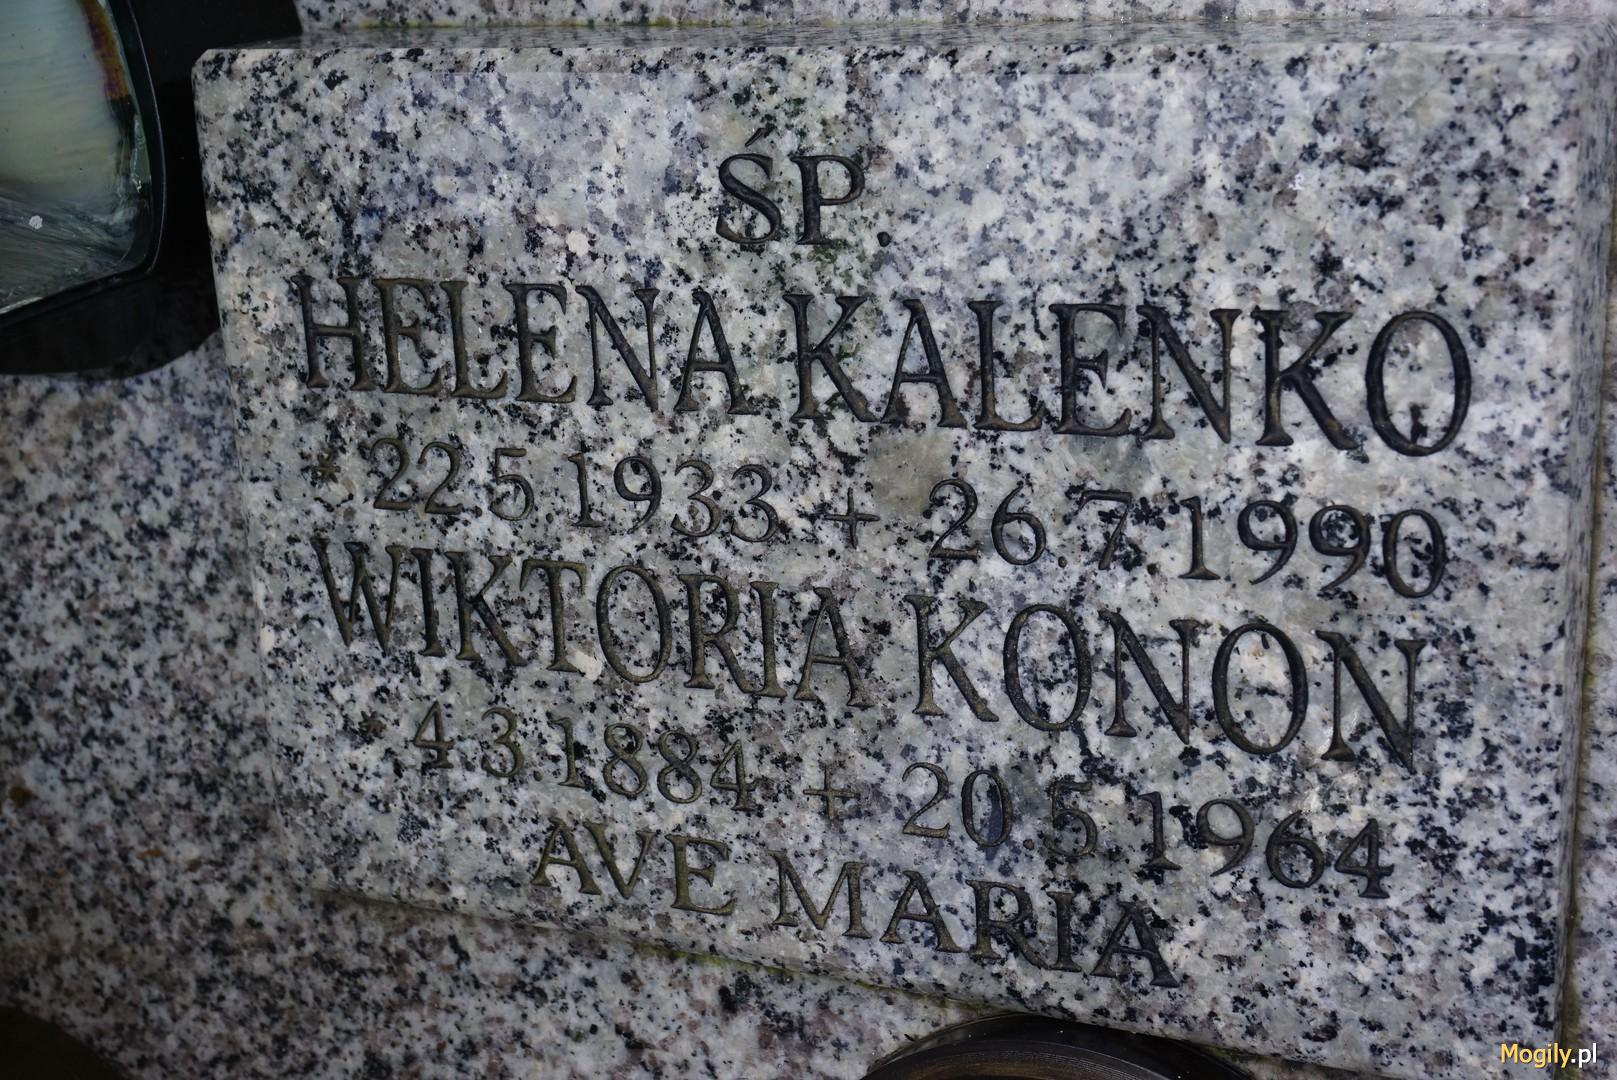 ŚP.
HELENA KALENKO
* 22 5 1933 + 26.7 1990
WIKTORIA KONON
* 4.3.1884 + 20.5.1964
AVE MARIA
Mogily.pl